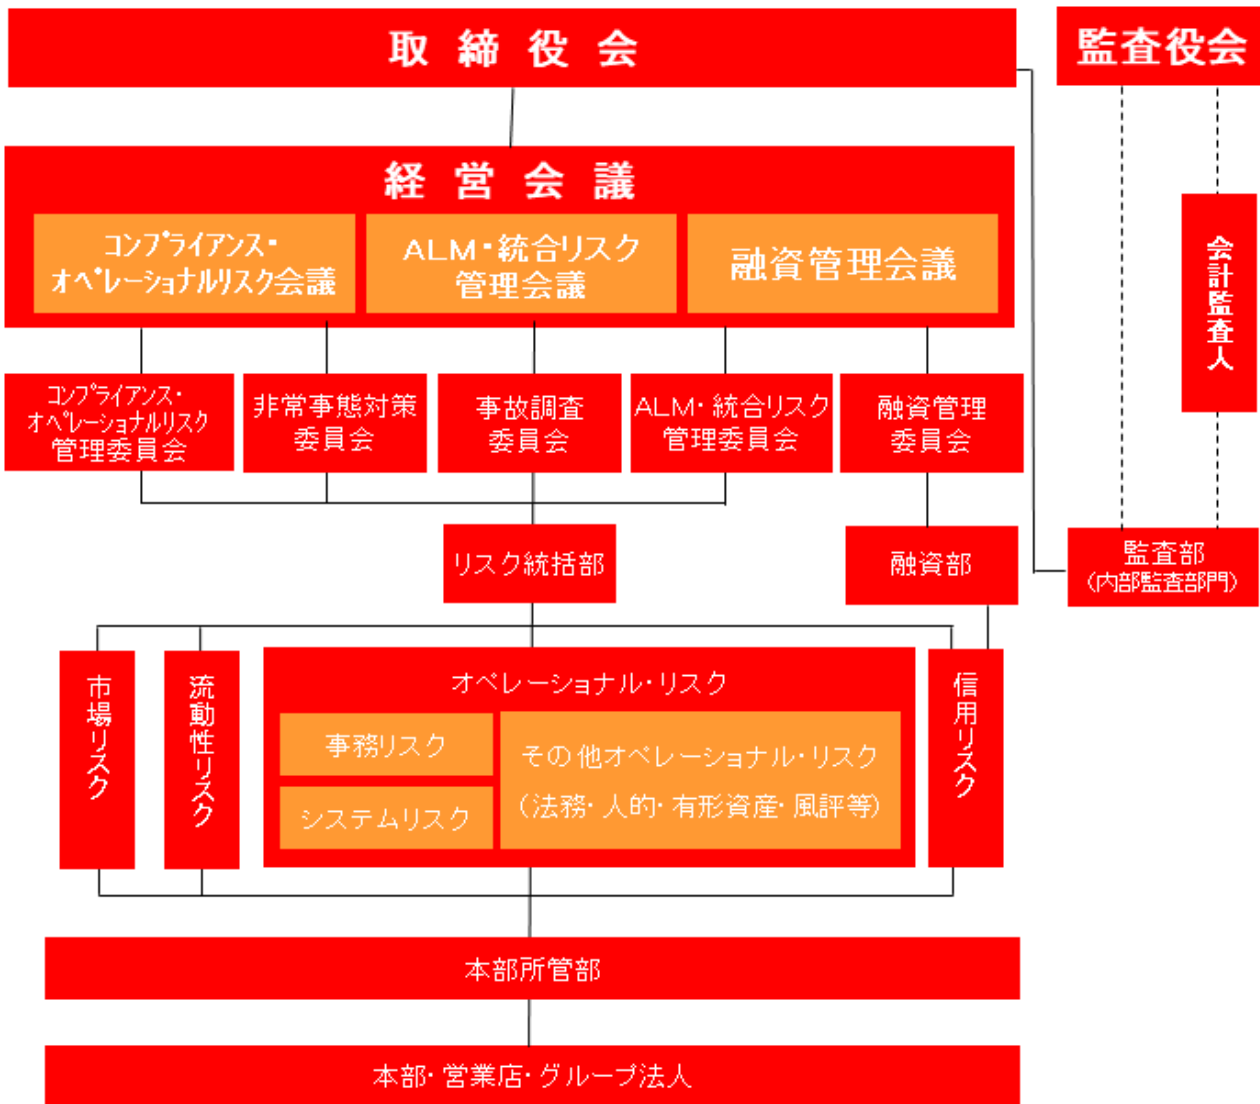 取締役会
監査役会
経営会議
コンプライアンス・
オペレーショナルリスク会議
ALM・統合リスク
管理会議
融資管理会議
会計監査人
コンプライアンス・
オペレーショナルリスク
管理委員会
非常事態対策
委員会
事故調査
委員会
ALM・統合リスク
管理委員会
融資管理
委員会
リスク統括部
融資部
監査部
(内部監査部門)
市場リスク
流動性リスク
オペレーショナル・リスク
事務リスク
システムリスク
その他オペレーショナル・リスク
(法務・人的・有形資産・風評等)
信用リスク
本部所管部
本部・営業店・グループ法人